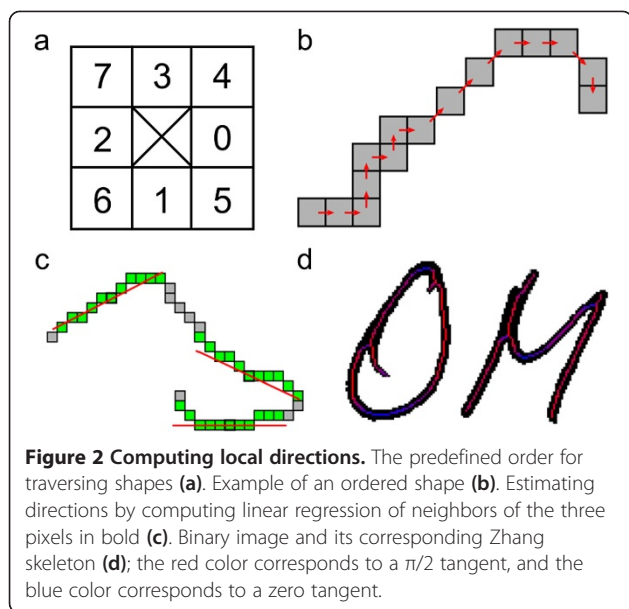 a
7 3 4
2 0
6 1 5
b
c
d
Figure 2 Computing local directions. The predefined order for
traversing shapes (a). Example of an ordered shape (b). Estimating
directions by computing linear regression of neighbors of the three
pixels in bold (c). Binary image and its corresponding Zhang
skeleton (d); the red color corresponds to a π/2 tangent, and the
blue color corresponds to a zero tangent.